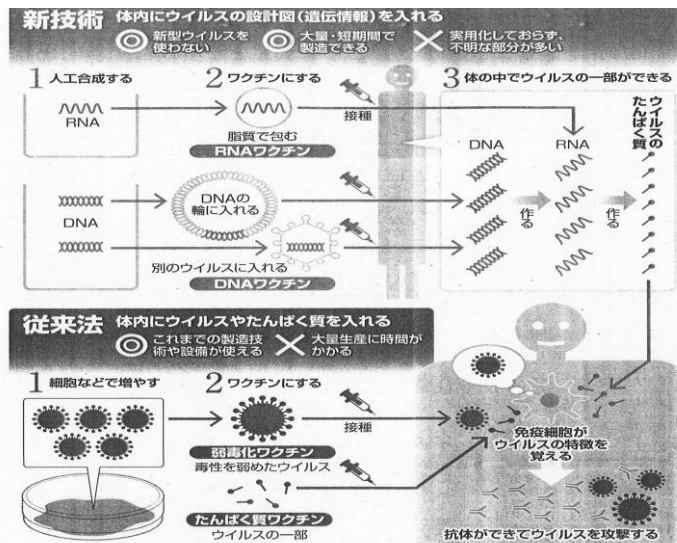 新技術 体内にウイルスの設計図(遺伝情報)を入れる
◎ 新型ウイルスを
使わない
◎ 大量・短期間で
製造できる
× 実用化しておらず、
不明な部分が多い
1 人工合成する
RNA
DNA
2 ワクチンにする
脂質で包む
RNAワクチン
DNAの
輪に入れる
別のウイルスに入れる
DNAワクチン
接種
3 体の中でウイルスの一部ができる
DNA
作る
RNA
作る
ウイルスの
たんぱく質
従来法 体内にウイルスやたんぱく質を入れる
◎ これまでの製造技
術や設備が使える
× 大量生産に時間が
かかる
1 細胞などで増やす
2 ワクチンにする
弱毒化ワクチン
毒性を弱めたウイルス
たんぱく質ワクチン
ウイルスの一部
接種
免疫細胞が
ウイルスの特徴を
覚える
抗体ができてウイルスを攻撃する